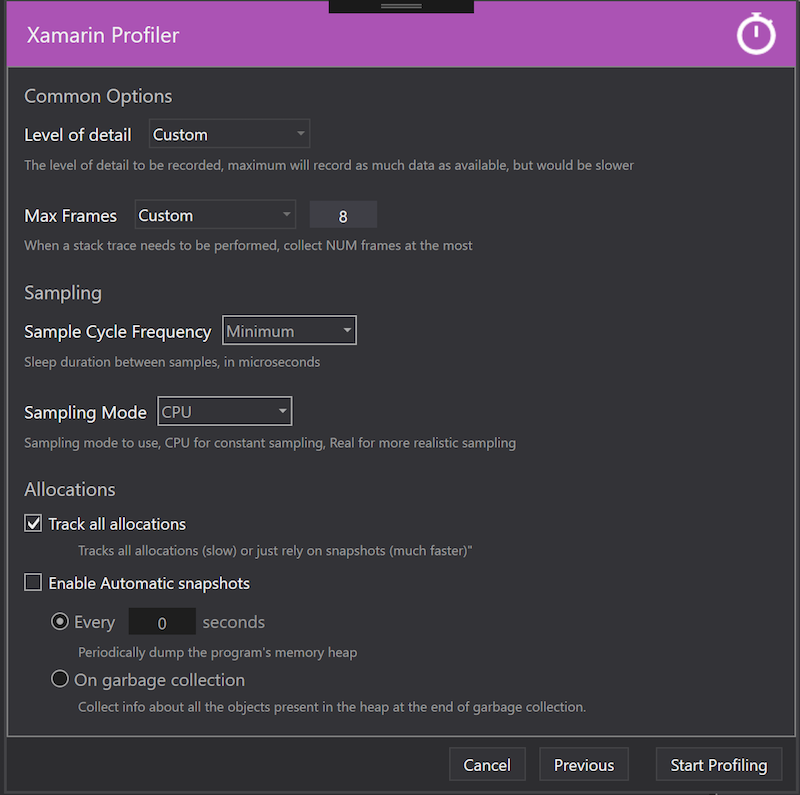 Xamarin Profiler
Common Options
Level of detail Custom
The level of detail to be recorded, maximum will record as much data as available, but would be slower
Max Frames Custom 8
When a stack trace needs to be performed, collect NUM frames at the most
Sampling
Sample Cycle Frequency Minimum
Sleep duration between samples, in microseconds
Sampling Mode CPU
Sampling mode to use, CPU for constant sampling, Real for more realistic sampling
Allocations
Track all allocations
Tracks all allocations (slow) or just rely on snapshots (much faster)"
Enable Automatic snapshots
Every 0 seconds
Periodically dump the program's memory heap
On garbage collection
Collect info about all the objects present in the heap at the end of garbage collection.
Cancel Previous Start Profiling